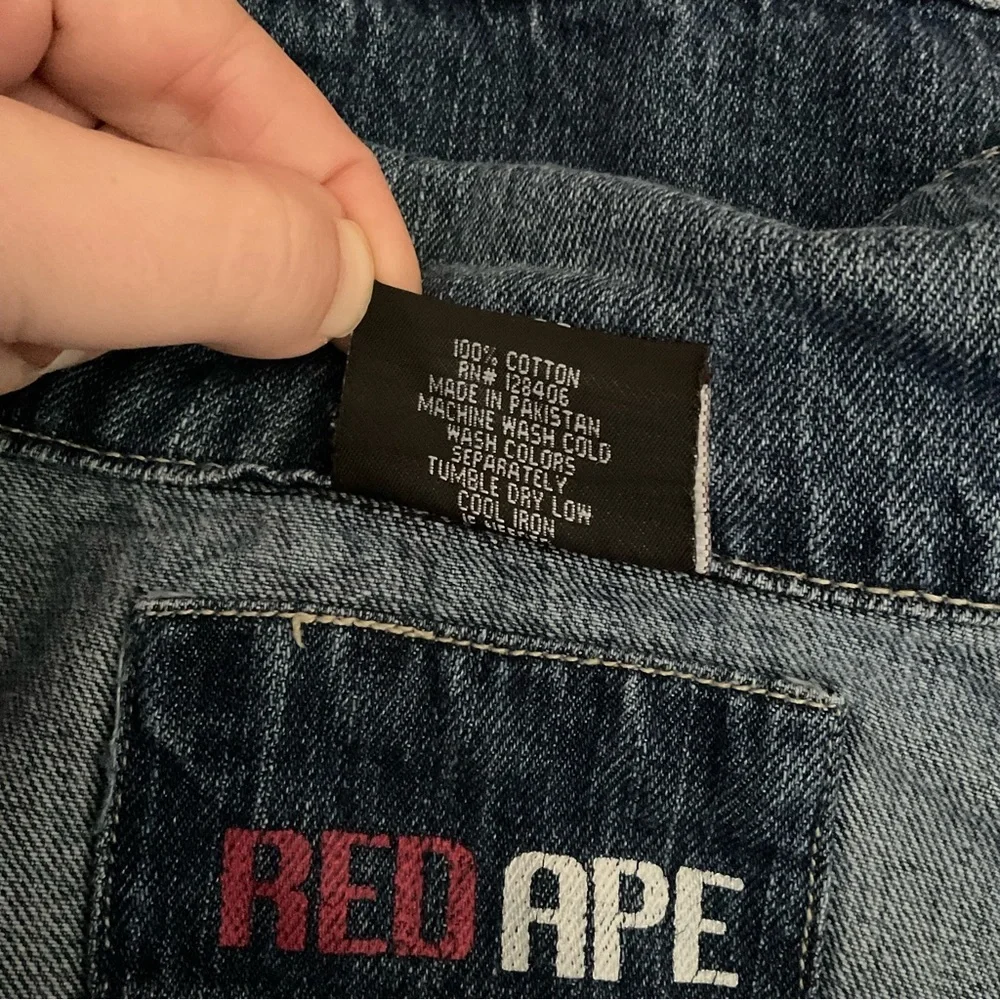 100% COTTON
RN# 128406
MADE IN PAKISTAN
MACHINE WASH COLD
WASH COLORS
SEPARATELY
TUMBLE DRY LOW
COOL IRON
RED APE